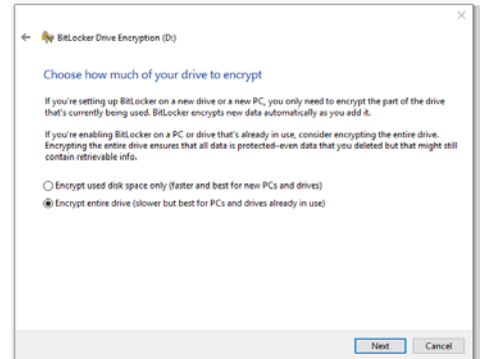 BitLocker Drive Encryption (D:)
Choose how much of your drive to encrypt
If you're setting up BitLocker on a new drive or a new PC, you only need to encrypt the part of the drive
that's currently being used. BitLocker encrypts new data automatically as you add it.
If you're enabling BitLocker on a PC or drive that's already in use, consider encrypting the entire drive.
Encrypting the entire drive ensures that all data is protected–even data that you deleted but that might still
contain retrievable info.
Encrypt used disk space only (faster and best for new PCs and drives)
Encrypt entire drive (slower but best for PCs and drives already in use)
Next Cancel